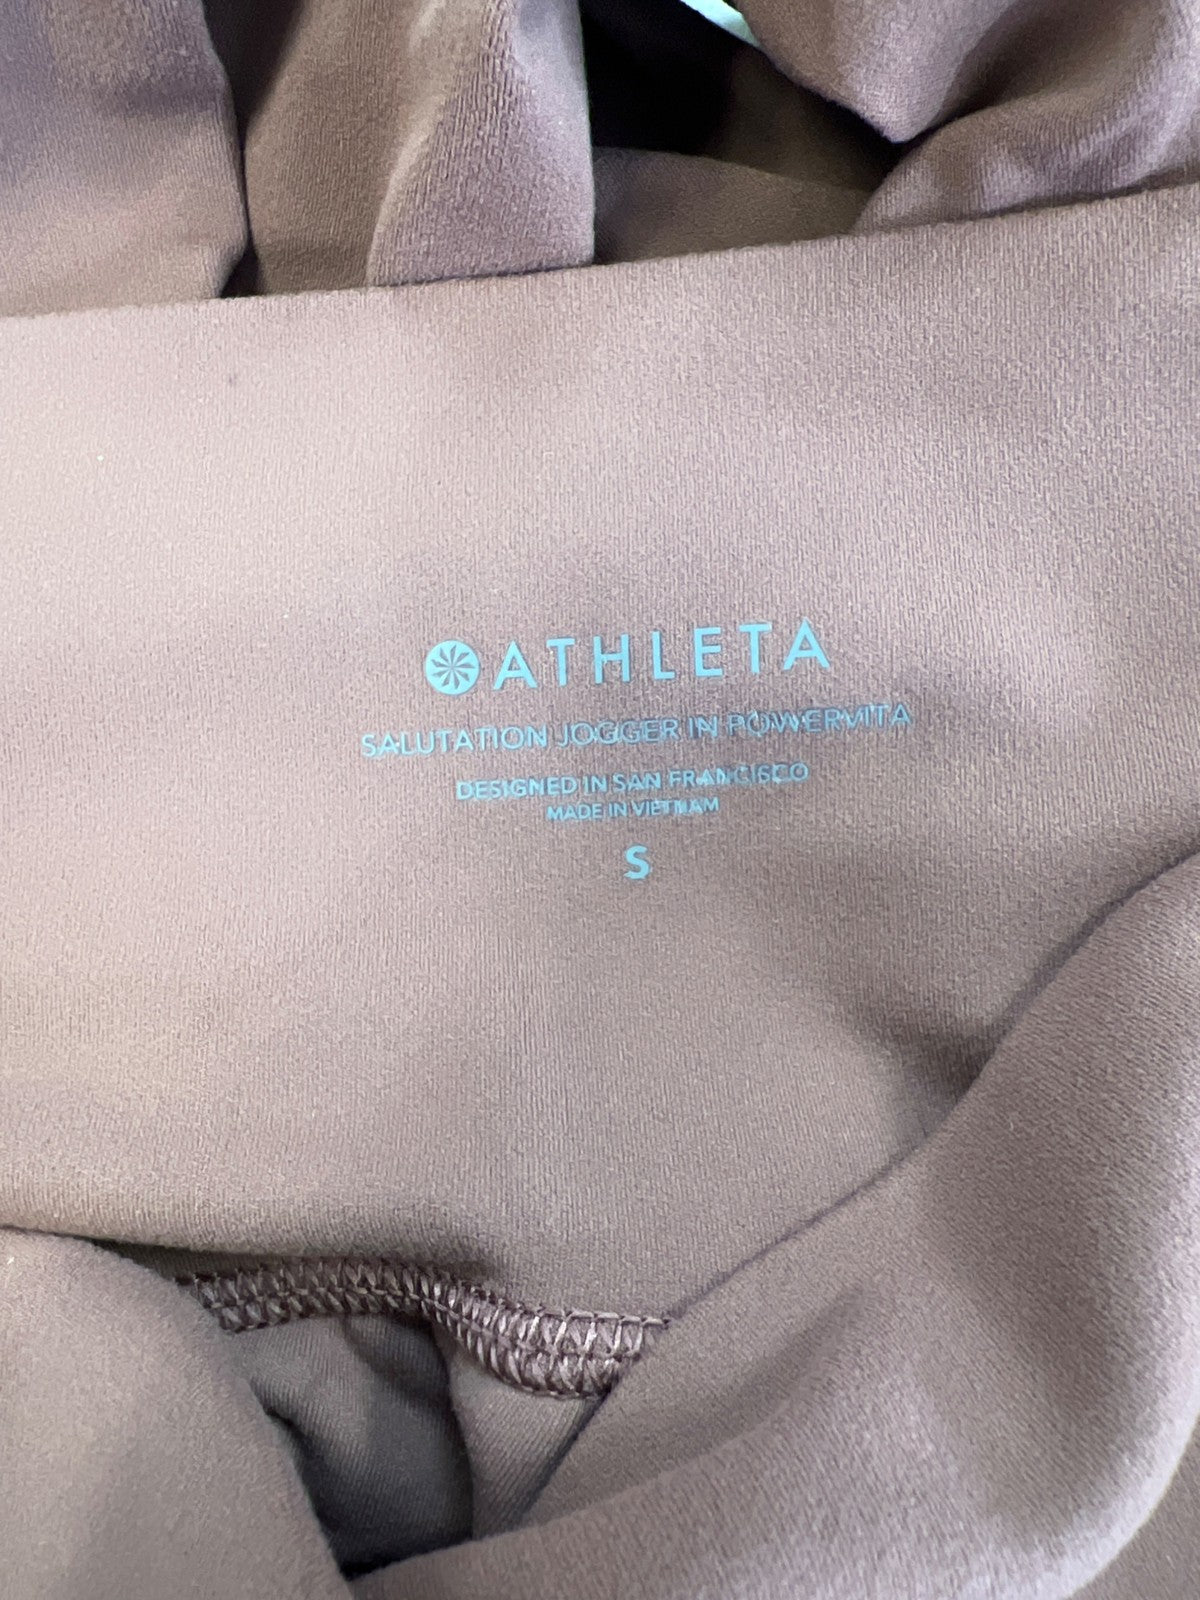 ATHLETA
SALUTATION JOGGER IN POWERVITA
DESIGNED IN SAN FRANCISCO
MADE IN VIETNAM
S